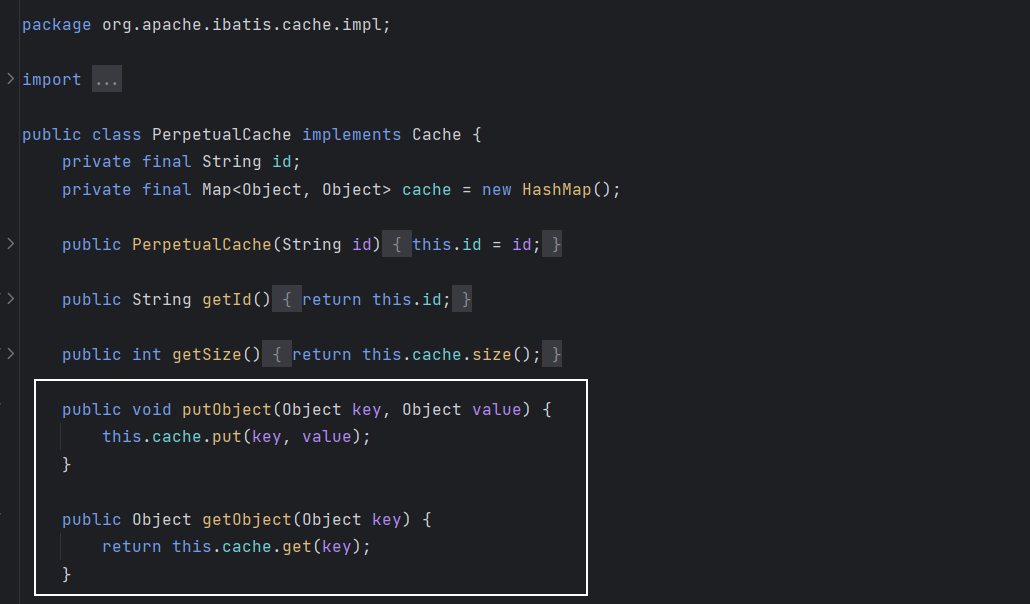 package org.apache.ibatis.cache.impl;
import ...
public class PerpetualCache implements Cache {
private final String id;
private final Map<Object, Object> cache = new HashMap();
public PerpetualCache(String id) { this.id = id; }
public String getId() { return this.id; }
public int getSize() { return this.cache.size(); }
public void putObject(Object key, Object value) {
this.cache.put(key, value);
}
public Object getObject(Object key) {
return this.cache.get(key);
}